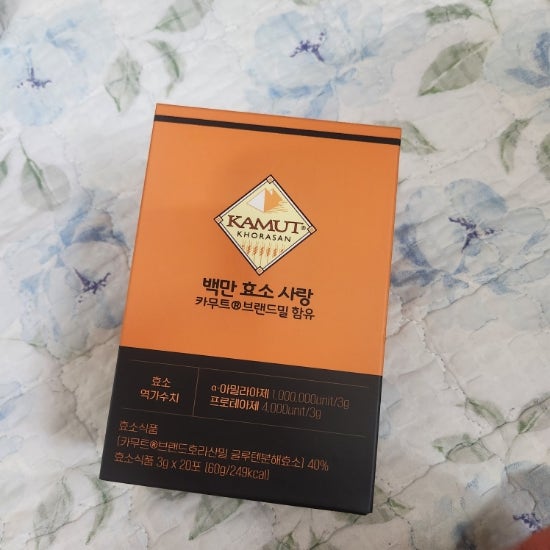 KAMUT®
KHORASAN
백만 효소 사랑
카무트®브랜드밀 함유
효소
역가수치
α-아밀라아제 1,000,000unit/3g
프로테아제 4,000unit/3g
효소식품
[카무트®브랜드호라산밀 글루텐분해효소] 40%
효소식품 3g x 20포 [60g/249kcal]